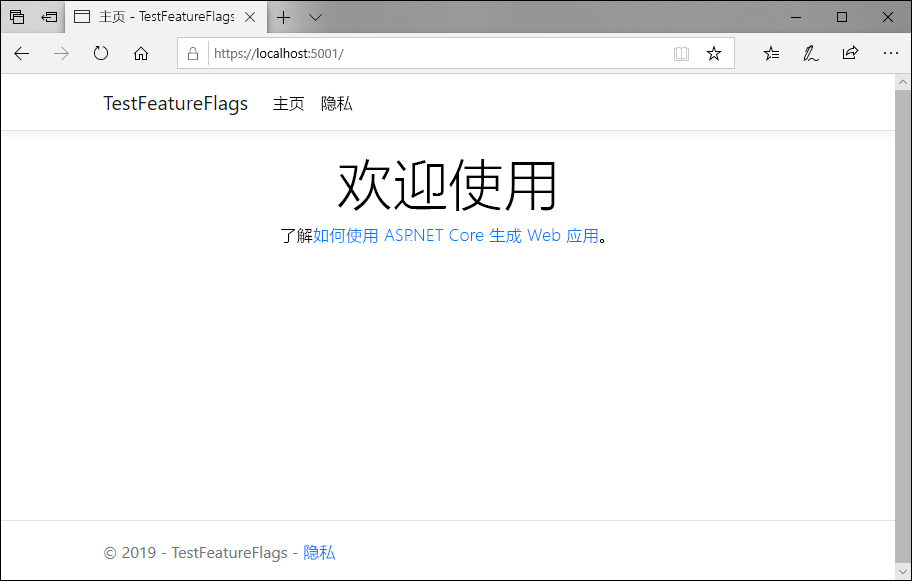 主页 - TestFeatureFlags
https://localhost:5001/
TestFeatureFlags 主页 隐私
欢迎使用
了解如何使用 ASP.NET Core 生成 Web 应用。
© 2019 - TestFeatureFlags - 隐私